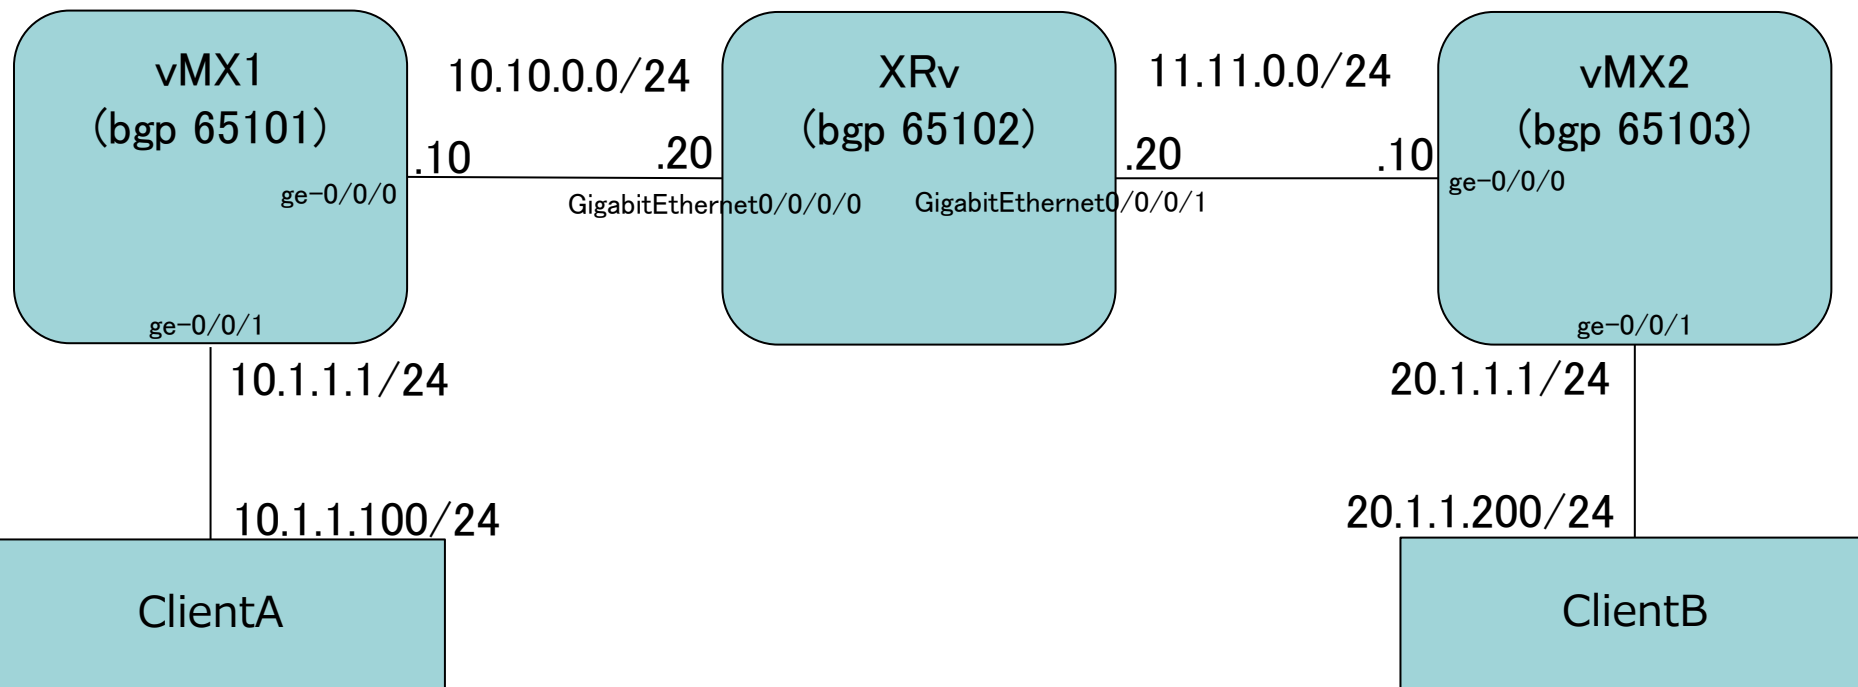 vMX1
(bgp 65101)
10.10.0.0/24
XRv
(bgp 65102)
11.11.0.0/24
vMX2
(bgp 65103)
.10
.20
.20
.10
ge-0/0/0
GigabitEthernet0/0/0/0
GigabitEthernet0/0/0/1
ge-0/0/0
ge-0/0/1
ge-0/0/1
10.1.1.1/24
20.1.1.1/24
10.1.1.100/24
20.1.1.200/24
ClientA
ClientB